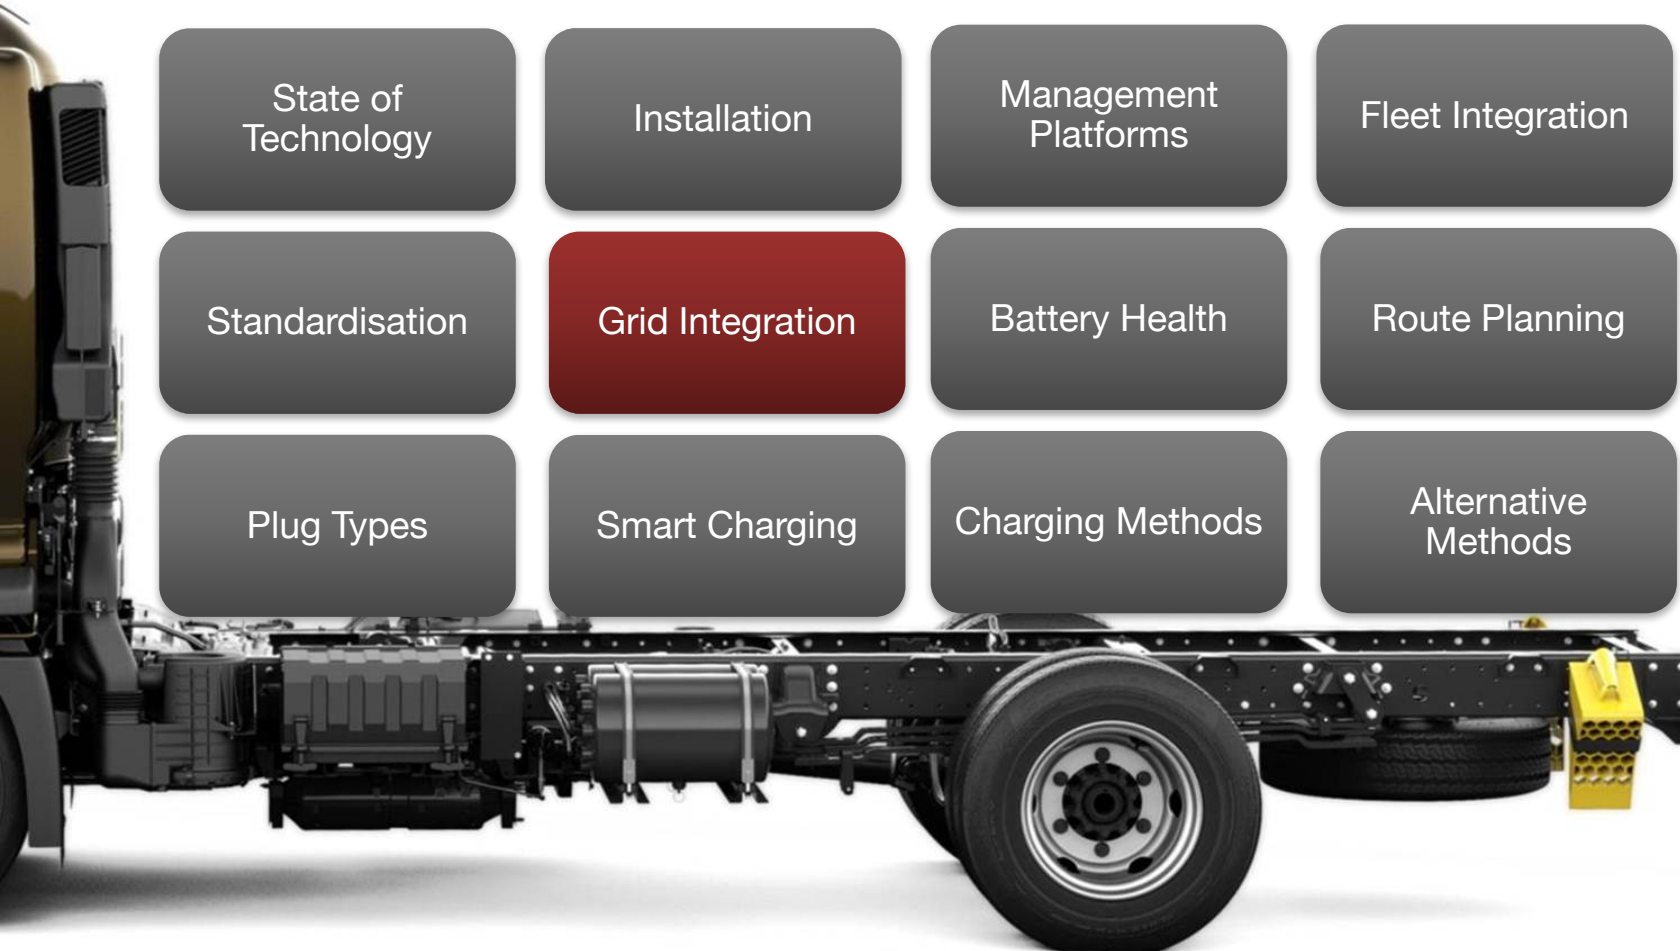 State of
Technology
Installation
Management
Platforms
Fleet Integration
Standardisation
Grid Integration
Battery Health
Route Planning
Plug Types
Smart Charging
Charging Methods
Alternative
Methods